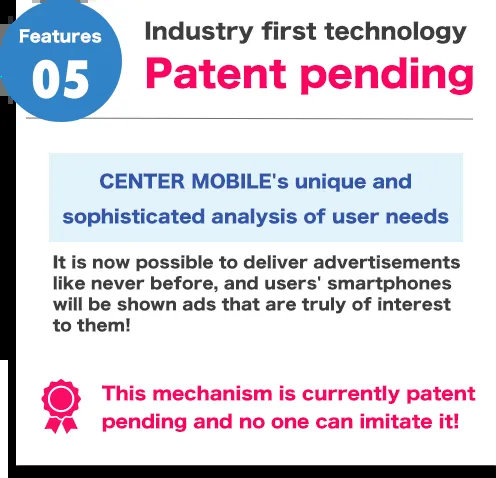 Features
05
Industry first technology
Patent pending
CENTER MOBILE's unique and
sophisticated analysis of user needs
It is now possible to deliver advertisements
like never before, and users' smartphones
will be shown ads that are truly of interest
to them!
This mechanism is currently patent
pending and no one can imitate it!